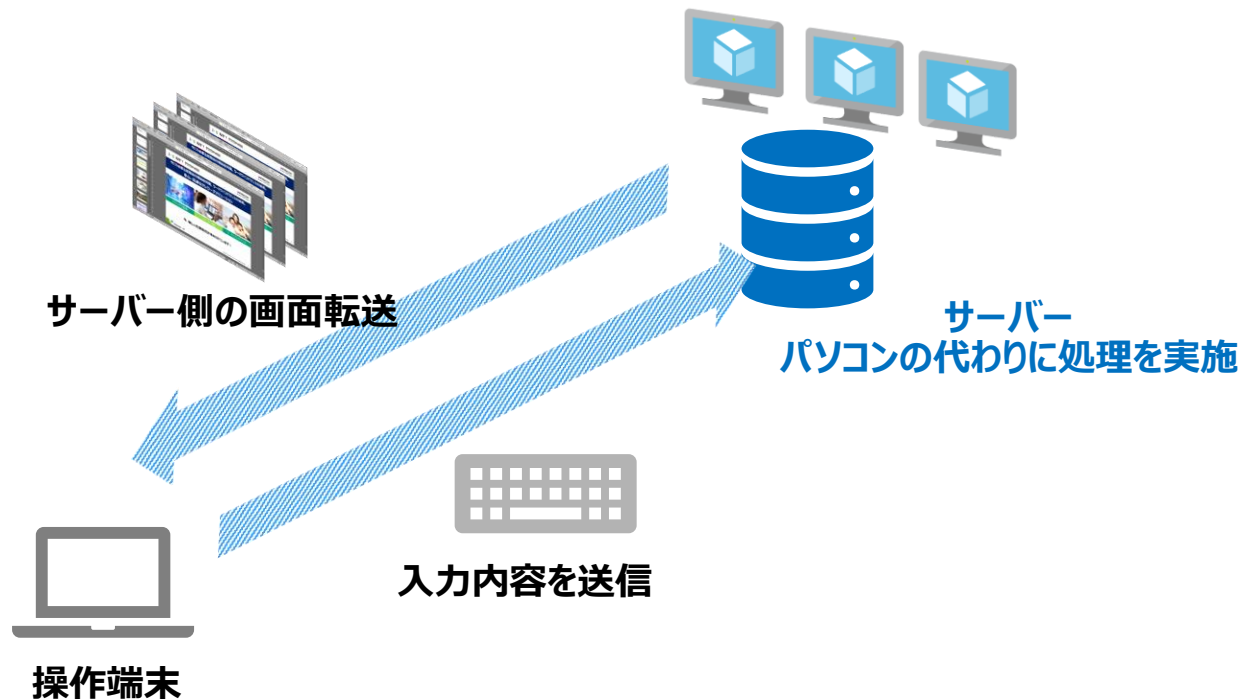 サーバー側の画面転送
サーバー
パソコンの代わりに処理を実施
入力内容を送信
操作端末